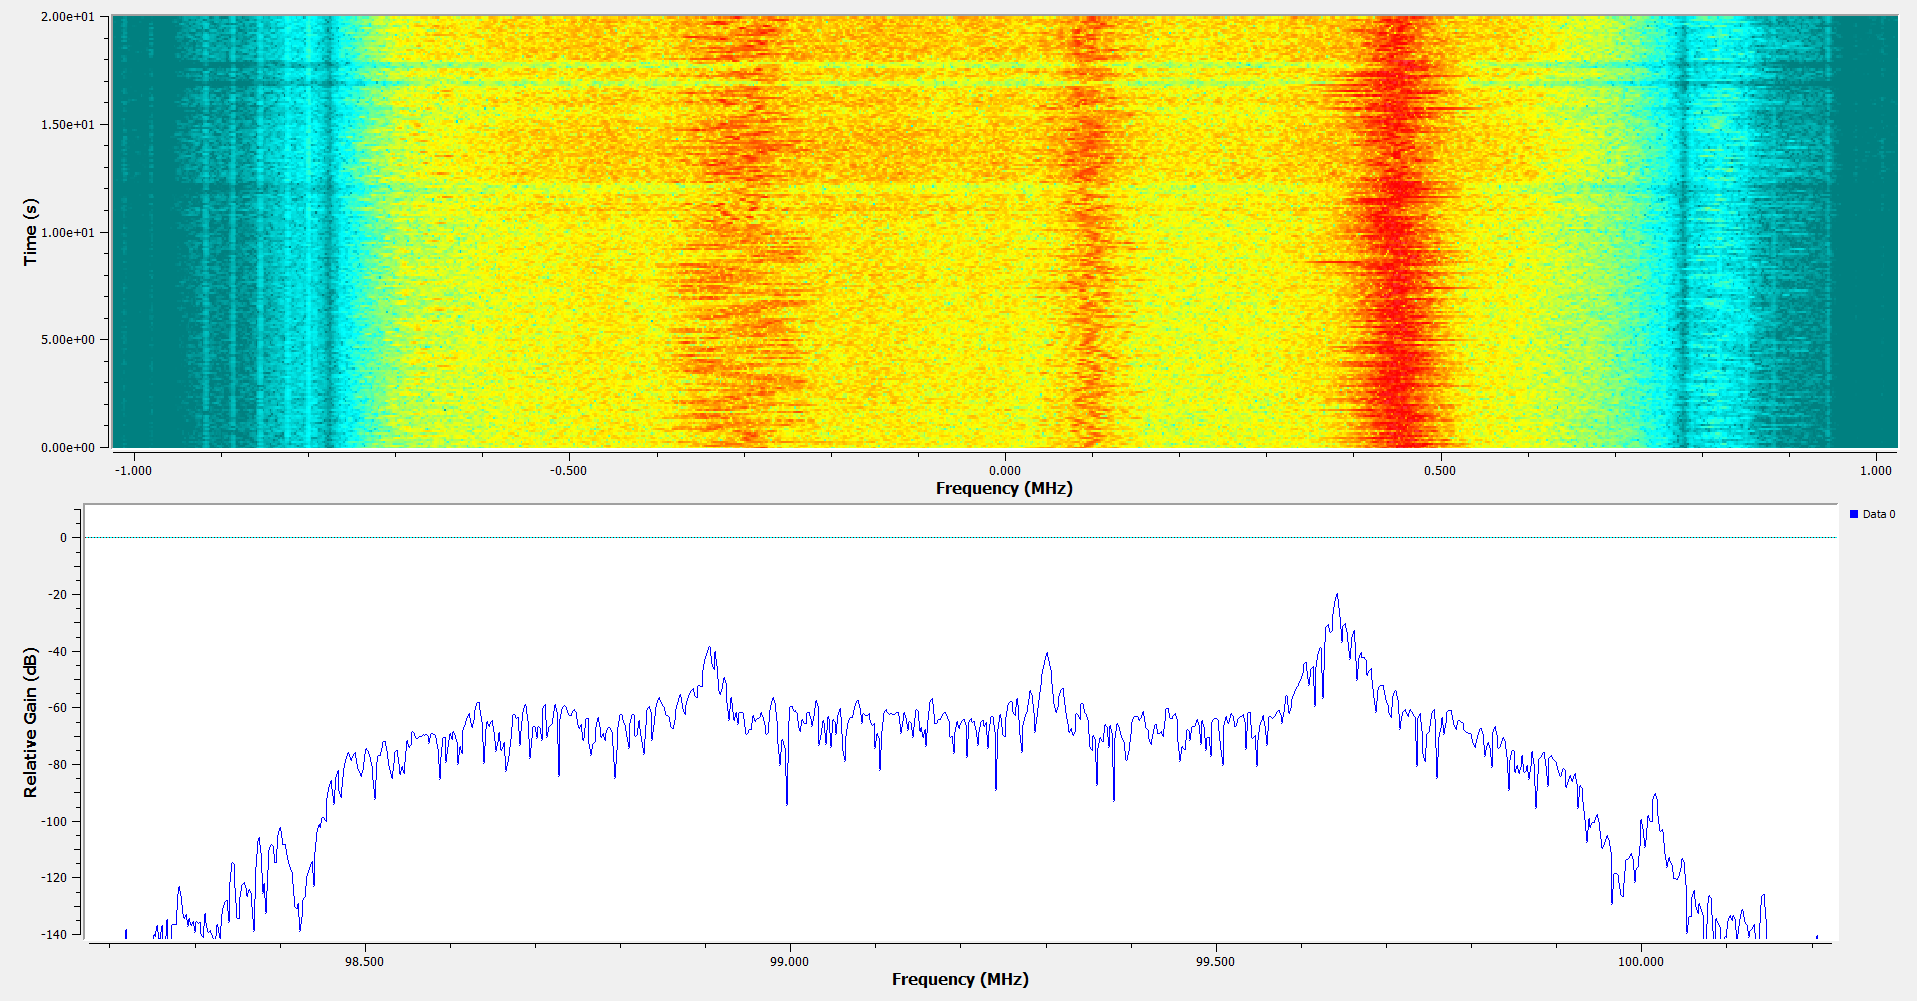 2.00e+01
1.50e+01
1.00e+01
5.00e+00
0.00e+00
Time (s)
-1.000 -0.500 0.000 0.500 1.000
Frequency (MHz)
Data 0
0
-20
-40
-60
-80
-100
-120
-140
Relative Gain (dB)
98.500 99.000 99.500 100.000
Frequency (MHz)